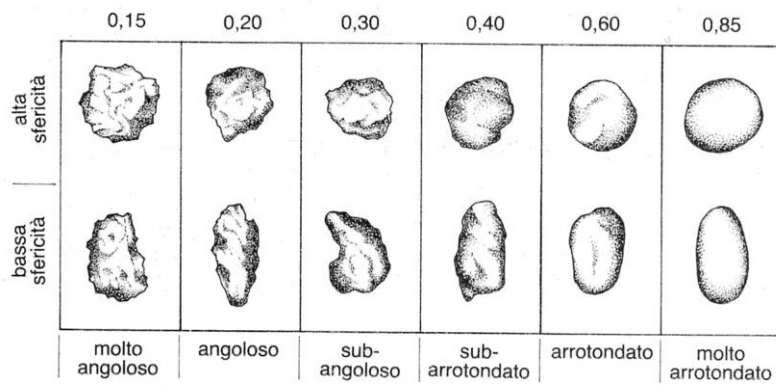 0,15 0,20 0,30 0,40 0,60 0,85
alta
sfericità
bassa
sfericità
molto
angoloso
angoloso
sub-
angoloso
sub-
arrotondato
arrotondato
molto
arrotondato